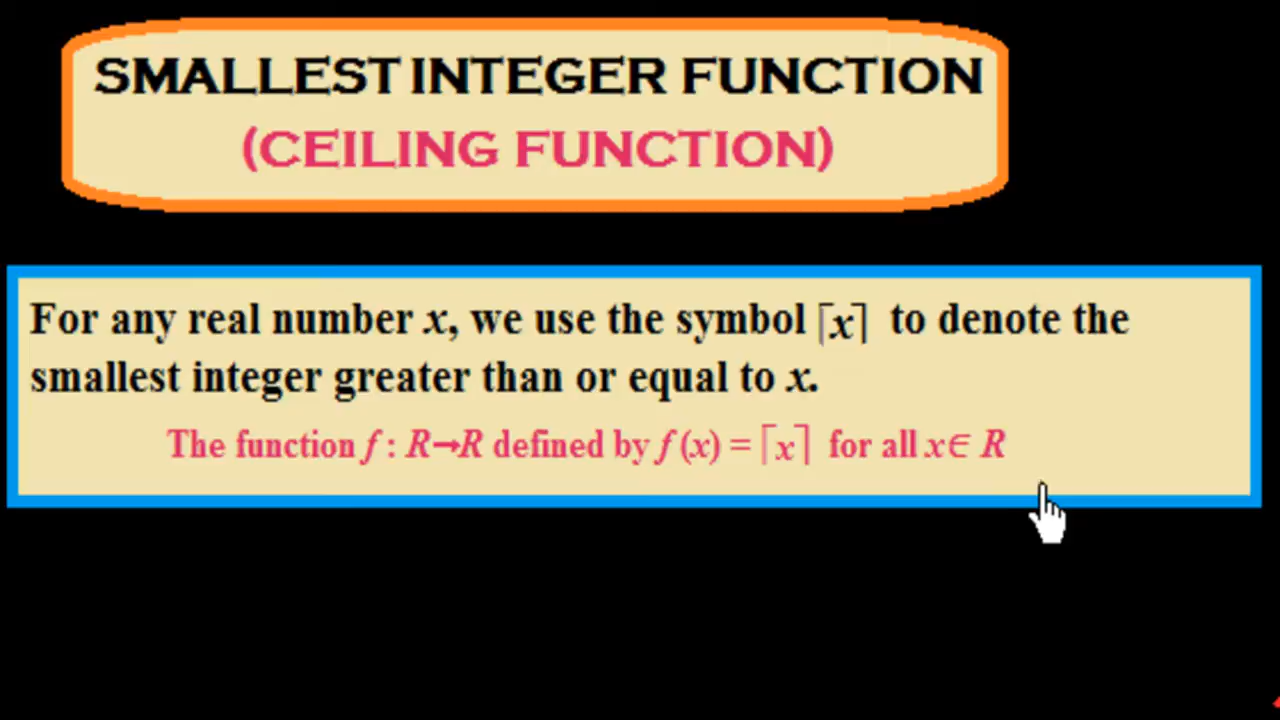 SMALLEST INTEGER FUNCTION
(CEILING FUNCTION)
For any real number x, we use the symbol ⌈x⌉ to denote the
smallest integer greater than or equal to x.
The function f : R→R defined by f (x) = ⌈x⌉ for all x∈ R